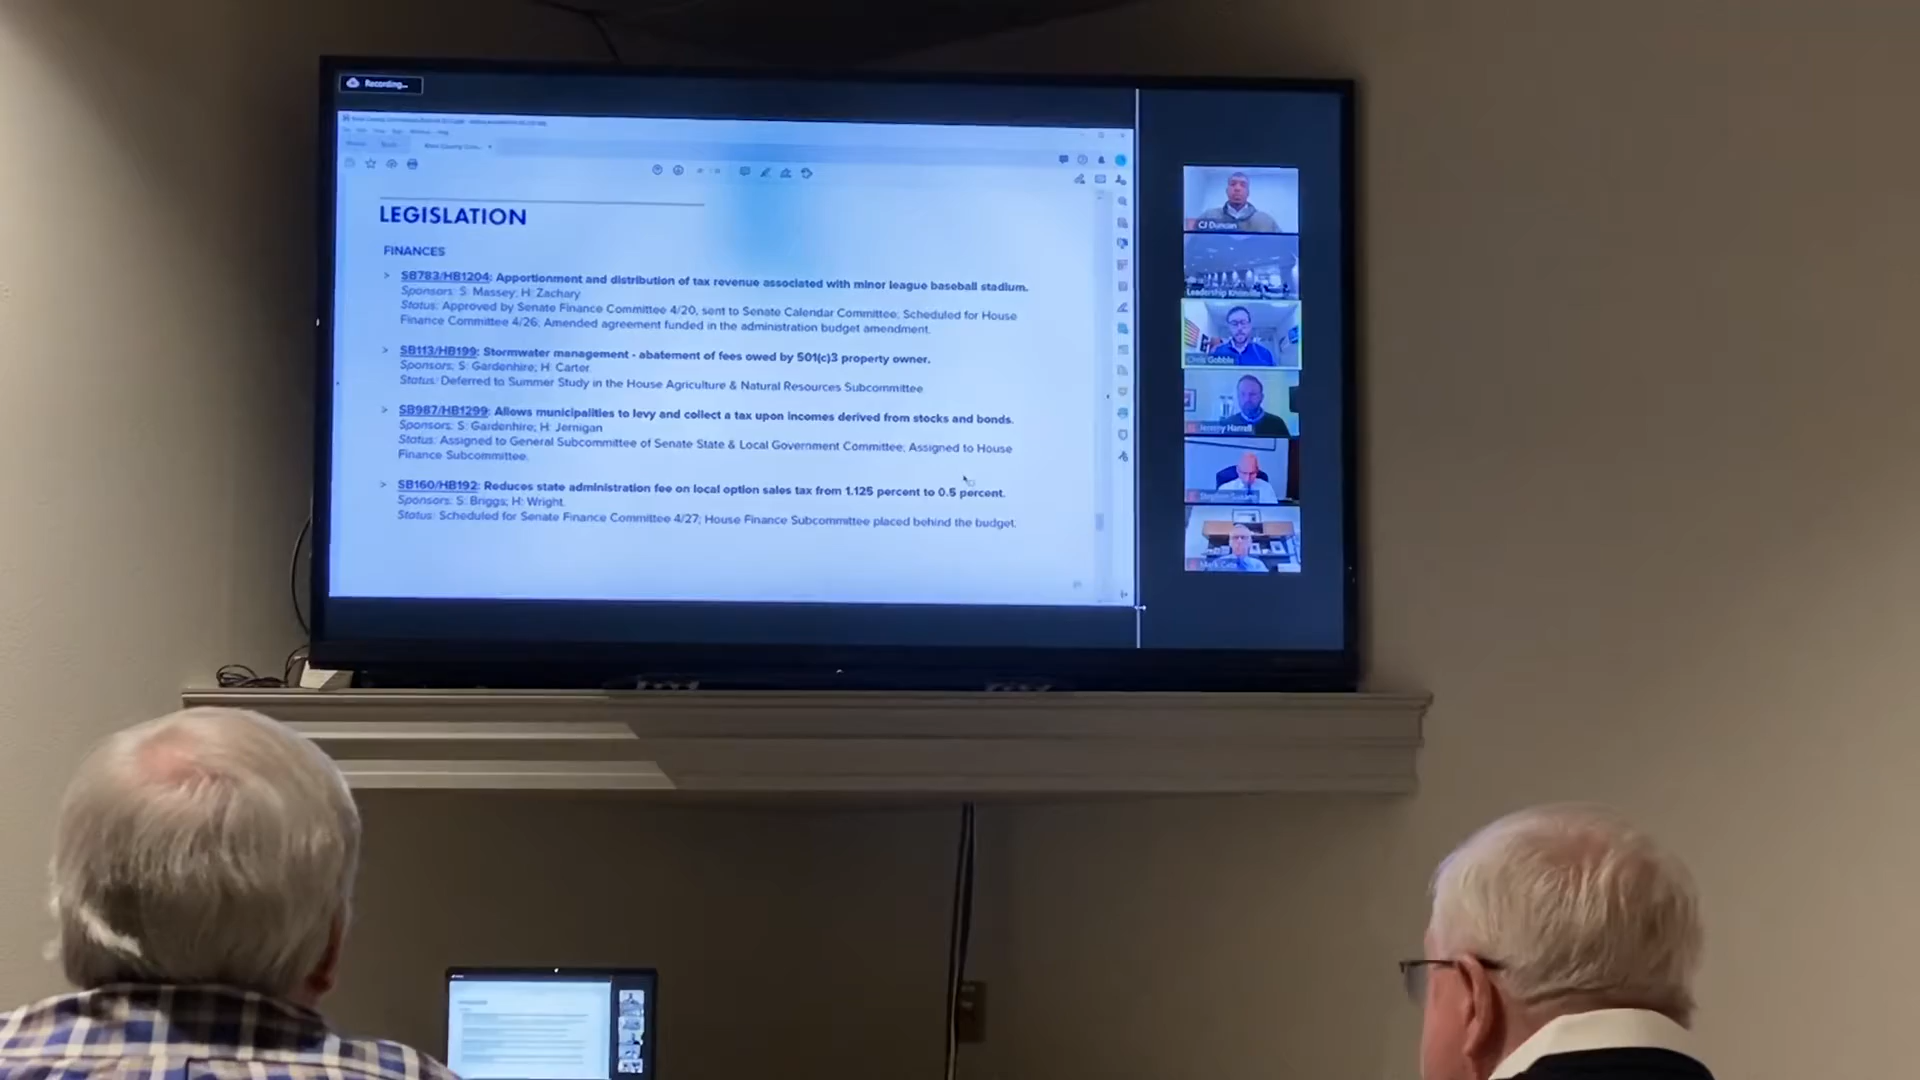 Recording...
LEGISLATION
FINANCES
> SB783/HB1204: Apportionment and distribution of tax revenue associated with minor league baseball stadium.
Sponsors: S: Massey; H: Zachary
Status: Approved by Senate Finance Committee 4/20, sent to Senate Calendar Committee; Scheduled for House
Finance Committee 4/26; Amended agreement funded in the administration budget amendment.
> SB113/HB199: Stormwater management - abatement of fees owed by 501(c)3 property owner.
Sponsors: S: Gardenhire; H: Carter
Status: Deferred to Summer Study in the House Agriculture & Natural Resources Subcommittee
> SB987/HB1299: Allows municipalities to levy and collect a tax upon incomes derived from stocks and bonds.
Sponsors: S: Gardenhire; H: Jernigan
Status: Assigned to General Subcommittee of Senate State & Local Government Committee; Assigned to House
Finance Subcommittee.
> SB160/HB192: Reduces state administration fee on local option sales tax from 1.125 percent to 0.5 percent.
Sponsors: S: Briggs; H: Wright
Status: Scheduled for Senate Finance Committee 4/27; House Finance Subcommittee placed behind the budget.
CJ Duncan
Leadership
Chris Gobble
Jeremy Harrell
Mark